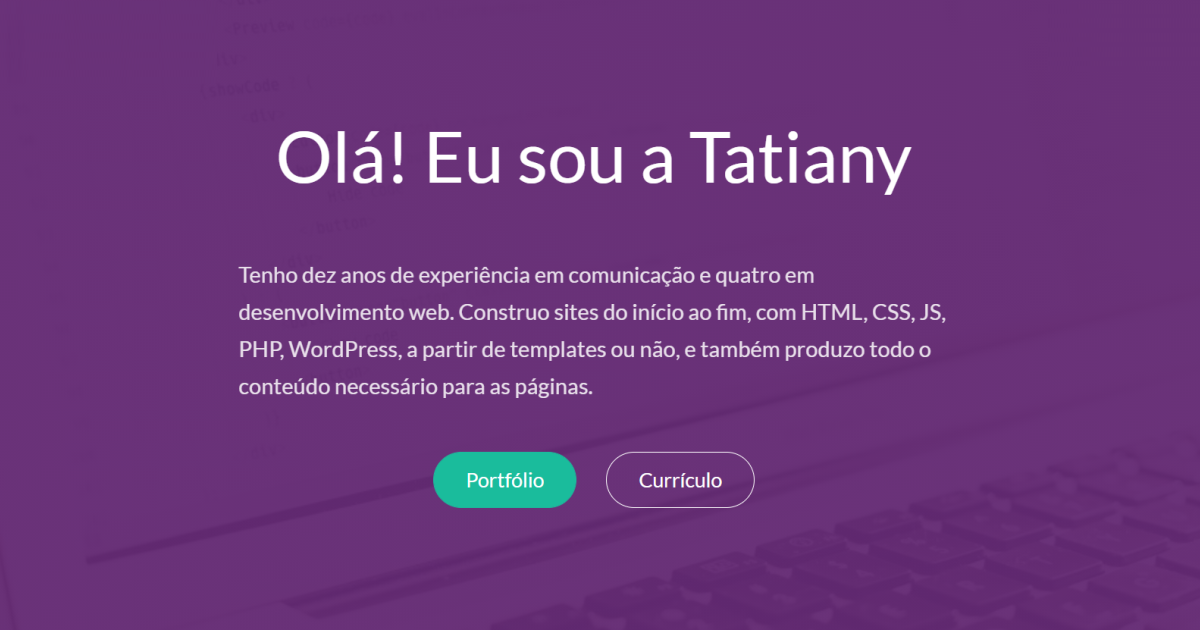 Olá! Eu sou a Tatiany
Tenho dez anos de experiência em comunicação e quatro em
desenvolvimento web. Construo sites do início ao fim, com HTML, CSS, JS,
PHP, WordPress, a partir de templates ou não, e também produzo todo o
conteúdo necessário para as páginas.
Portfólio
Currículo